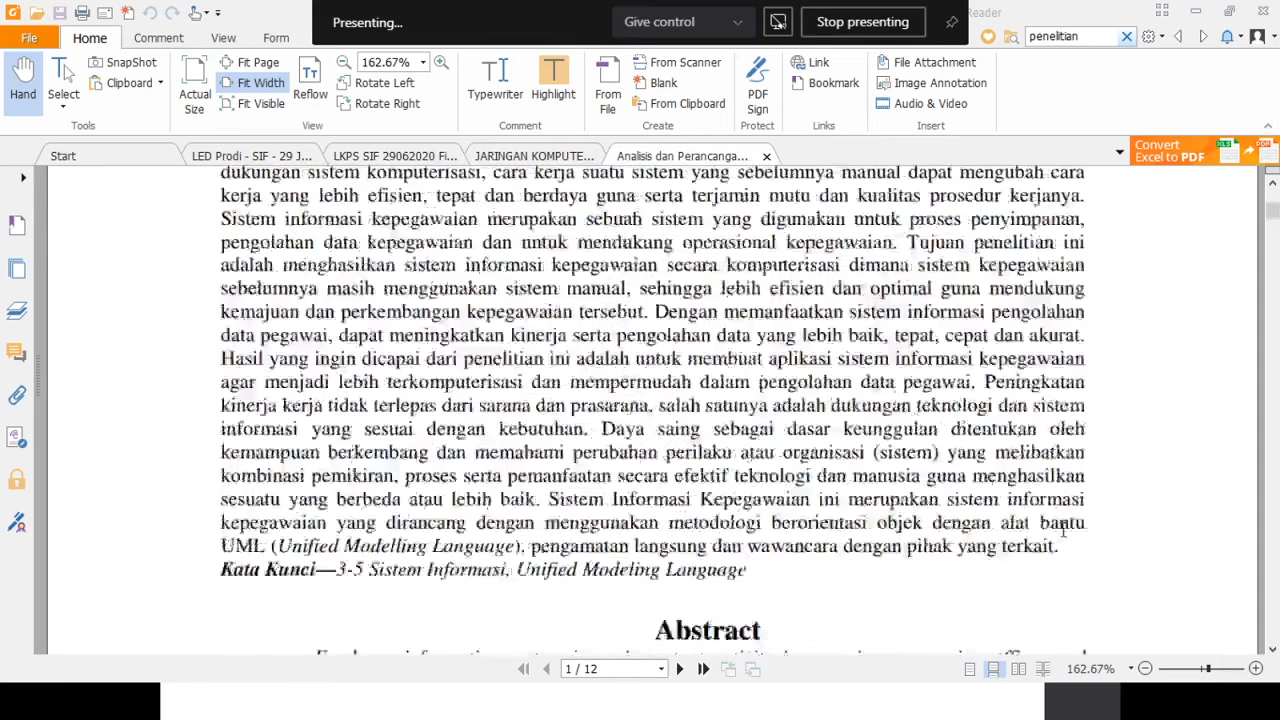 Presenting...
Give control
Stop presenting
Reader
File
Home
Comment
View
Form
penelitian
Hand
Select
SnapShot
Clipboard
Tools
Actual Size
Fit Page
Fit Width
Fit Visible
Reflow
162.67%
Rotate Left
Rotate Right
View
Typewriter
Highlight
Comment
From File
From Scanner
Blank
From Clipboard
Create
PDF Sign
Protect
Link
Bookmark
Links
File Attachment
Image Annotation
Audio & Video
Insert
Start
LED Prodi - SIF - 29 J...
LKPS SIF 29062020 Fi...
JARINGAN KOMPUTE...
Analisis dan Perancanga...
Convert Excel to PDF
dukungan sistem komputerisasi, cara kerja suatu sistem yang sebelumnya manual dapat mengubah cara
kerja yang lebih efisien, tepat dan berdaya guna serta terjamin mutu dan kualitas prosedur kerjanya.
Sistem informasi kepegawaian merupakan sebuah sistem yang digunakan untuk proses penyimpanan,
pengolahan data kepegawaian dan untuk mendukung operasional kepegawaian. Tujuan penelitian ini
adalah menghasilkan sistem informasi kepegawaian secara komputerisasi dimana sistem kepegawaian
sebelumnya masih menggunakan sistem manual, sehingga lebih efisien dan optimal guna mendukung
kemajuan dan perkembangan kepegawaian tersebut. Dengan memanfaatkan sistem informasi pengolahan
data pegawai, dapat meningkatkan kinerja serta pengolahan data yang lebih baik, tepat, cepat dan akurat.
Hasil yang ingin dicapai dari penelitian ini adalah untuk membuat aplikasi sistem informasi kepegawaian
agar menjadi lebih terkomputerisasi dan mempermudah dalam pengolahan data pegawai. Peningkatan
kinerja kerja tidak terlepas dari sarana dan prasarana, salah satunya adalah dukungan teknologi dan sistem
informasi yang sesuai dengan kebutuhan. Daya saing sebagai dasar keunggulan ditentukan oleh
kemampuan berkembang dan memahami perubahan perilaku atau organisasi (sistem) yang melibatkan
kombinasi pemikiran, proses serta pemanfaatan secara efektif teknologi dan manusia guna menghasilkan
sesuatu yang berbeda atau lebih baik. Sistem Informasi Kepegawaian ini merupakan sistem informasi
kepegawaian yang dirancang dengan menggunakan metodologi berorientasi objek dengan alat bantu
UML (Unified Modelling Language), pengamatan langsung dan wawancara dengan pihak yang terkait.
Kata Kunci—3-5 Sistem Informasi, Unified Modeling Language
Abstract
1 / 12
162.67%